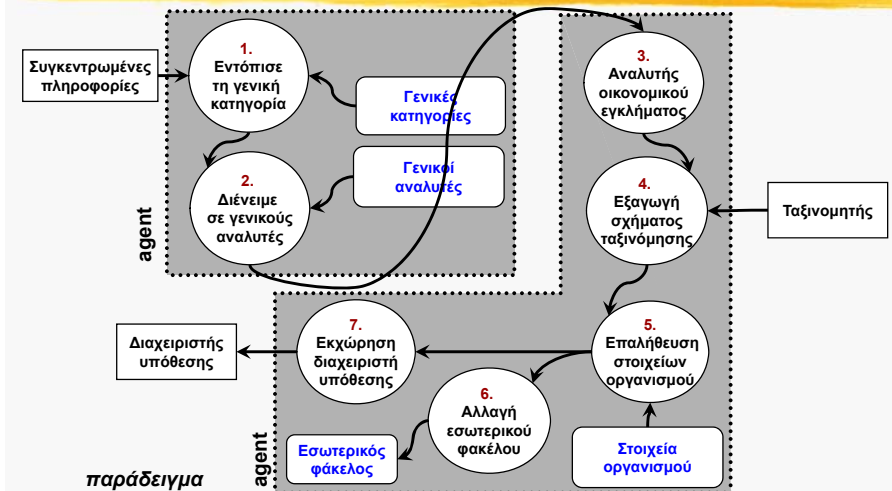 Συγκεντρωμένες
πληροφορίες
1.
Εντόπισε
τη γενική
κατηγορία
Γενικές
κατηγορίες
2.
Διένειμε
σε γενικούς
αναλυτές
Γενικοί
αναλυτές
agent
3.
Αναλυτής
οικονομικού
εγκλήματος
4.
Εξαγωγή
σχήματος
ταξινόμησης
Ταξινομητής
5.
Επαλήθευση
στοιχείων
οργανισμού
7.
Εκχώρηση
διαχειριστή
υπόθεσης
Διαχειριστής
υπόθεσης
6.
Αλλαγή
εσωτερικού
φακέλου
Εσωτερικός
φάκελος
Στοιχεία
οργανισμού
agent
παράδειγμα